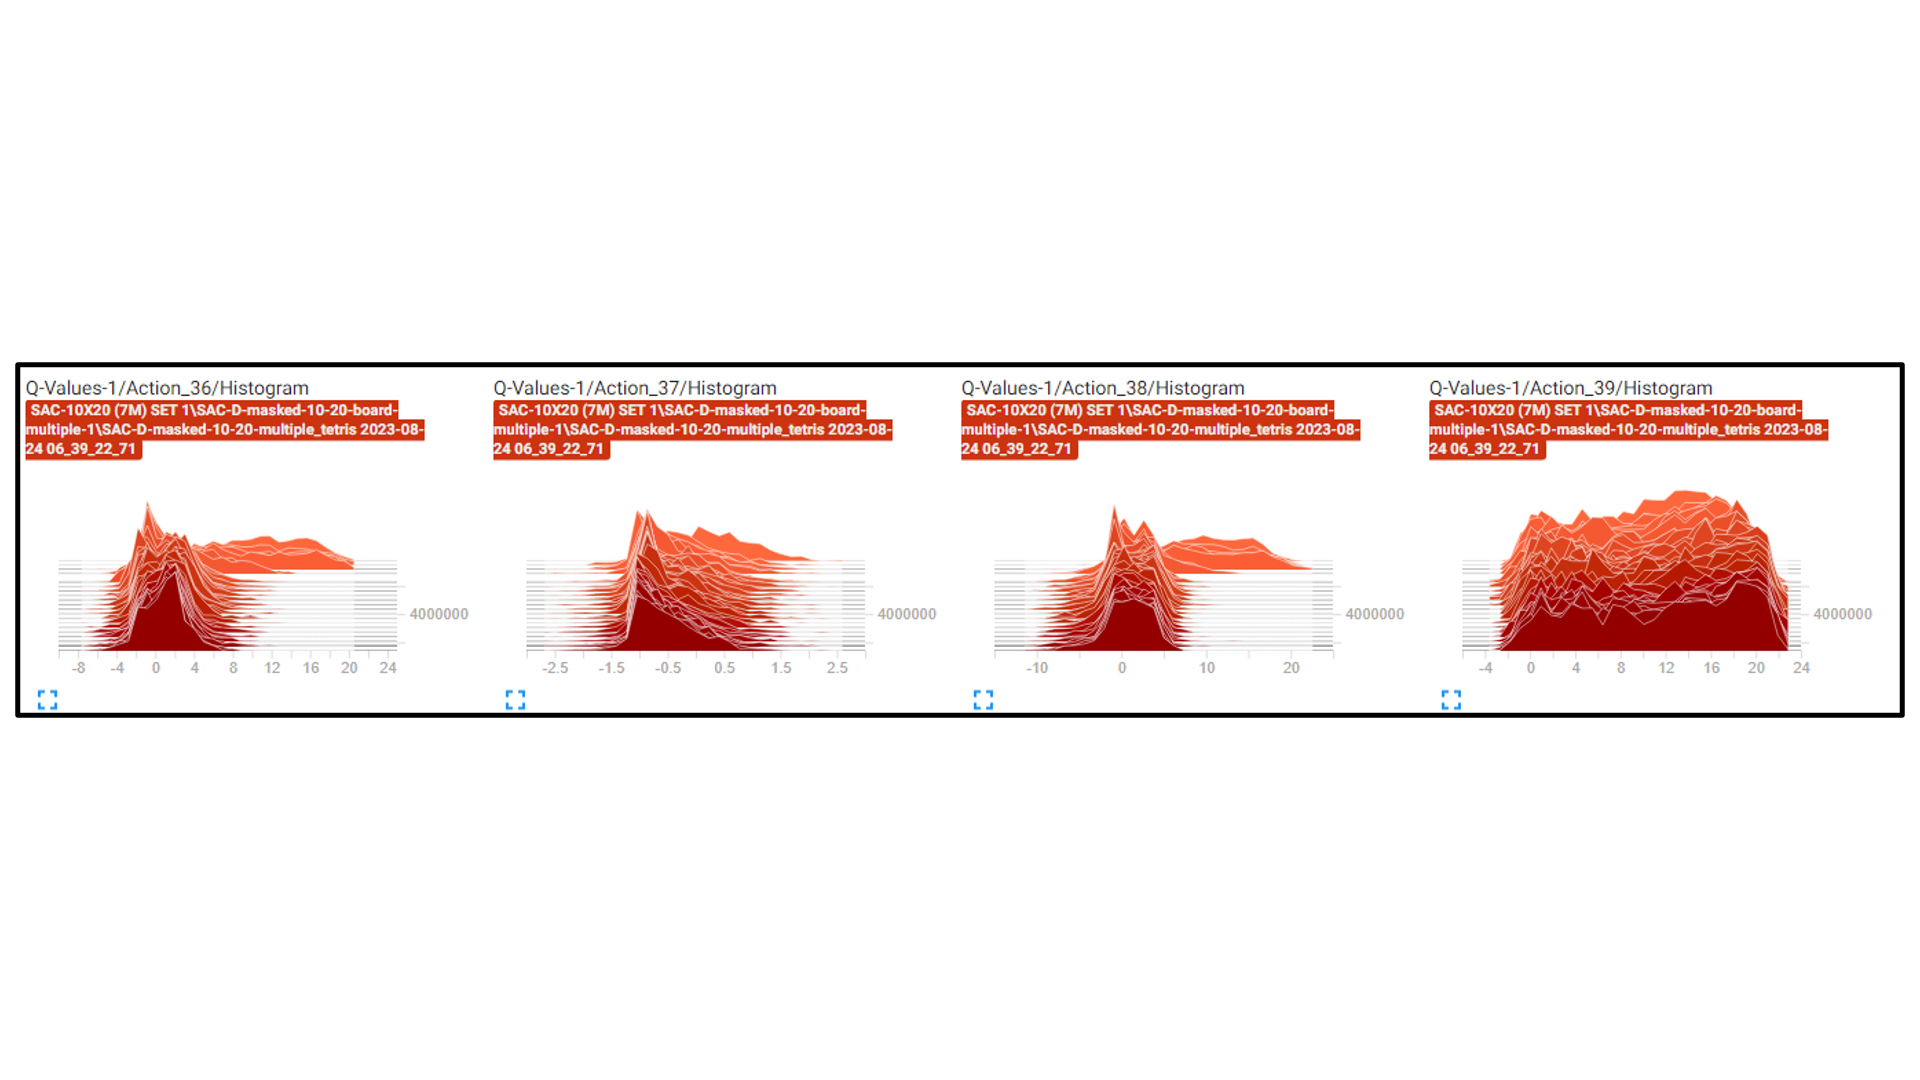 Q-Values-1/Action_36/Histogram
SAC-10X20 (7M) SET 1\SAC-D-masked-10-20-board-
multiple-1\SAC-D-masked-10-20-multiple_tetris 2023-08-
24 06_39_22_71
4000000
-8 -4 0 4 8 12 16 20 24
Q-Values-1/Action_37/Histogram
SAC-10X20 (7M) SET 1\SAC-D-masked-10-20-board-
multiple-1\SAC-D-masked-10-20-multiple_tetris 2023-08-
24 06_39_22_71
4000000
-2.5 -1.5 -0.5 0.5 1.5 2.5
Q-Values-1/Action_38/Histogram
SAC-10X20 (7M) SET 1\SAC-D-masked-10-20-board-
multiple-1\SAC-D-masked-10-20-multiple_tetris 2023-08-
24 06_39_22_71
4000000
-10 0 10 20
Q-Values-1/Action_39/Histogram
SAC-10X20 (7M) SET 1\SAC-D-masked-10-20-board-
multiple-1\SAC-D-masked-10-20-multiple_tetris 2023-08-
24 06_39_22_71
4000000
-4 0 4 8 12 16 20 24